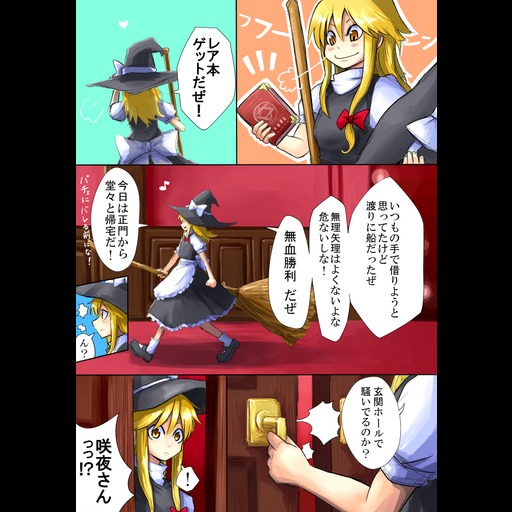 フフーーン
レア本
ゲットだぜ！
いつもの手で借りようと
思ってたけど
渡りに船だったぜ
無理矢理はよくないよな
危ないしな！
無血勝利 だぜ
今日は正門から
堂々と帰宅だ！
パチェにバレる前にな！
ん？
玄関ホールで
騒いでるのか？
！
咲夜さん
っっ!?